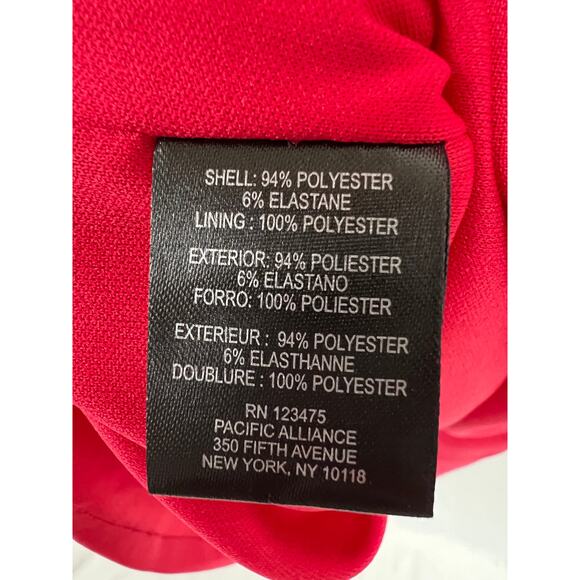 SHELL: 94% POLYESTER
6% ELASTANE
LINING : 100% POLYESTER
EXTERIOR: 94% POLIESTER
6% ELASTANO
FORRO: 100% POLIESTER
EXTERIEUR : 94% POLYESTER
6% ELASTHANNE
DOUBLURE : 100% POLYESTER
RN 123475
PACIFIC ALLIANCE
350 FIFTH AVENUE
NEW YORK, NY 10118